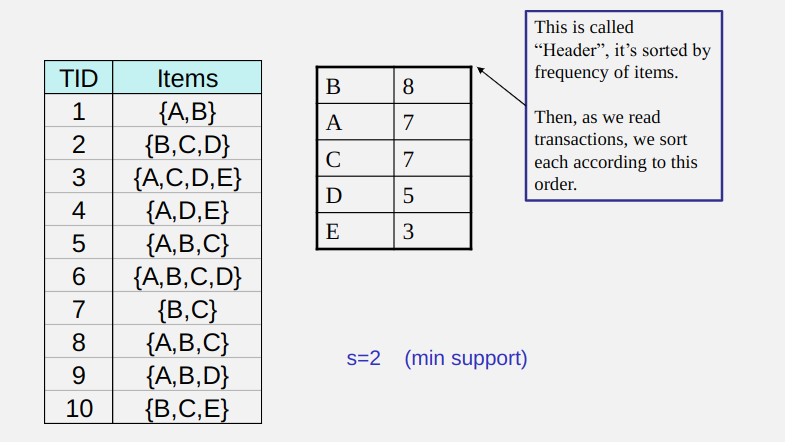 TID Items
1 {A,B}
2 {B,C,D}
3 {A,C,D,E}
4 {A,D,E}
5 {A,B,C}
6 {A,B,C,D}
7 {B,C}
8 {A,B,C}
9 {A,B,D}
10 {B,C,E}
B 8
A 7
C 7
D 5
E 3
This is called
“Header”, it’s sorted by
frequency of items.
Then, as we read
transactions, we sort
each according to this
order.
s=2 (min support)